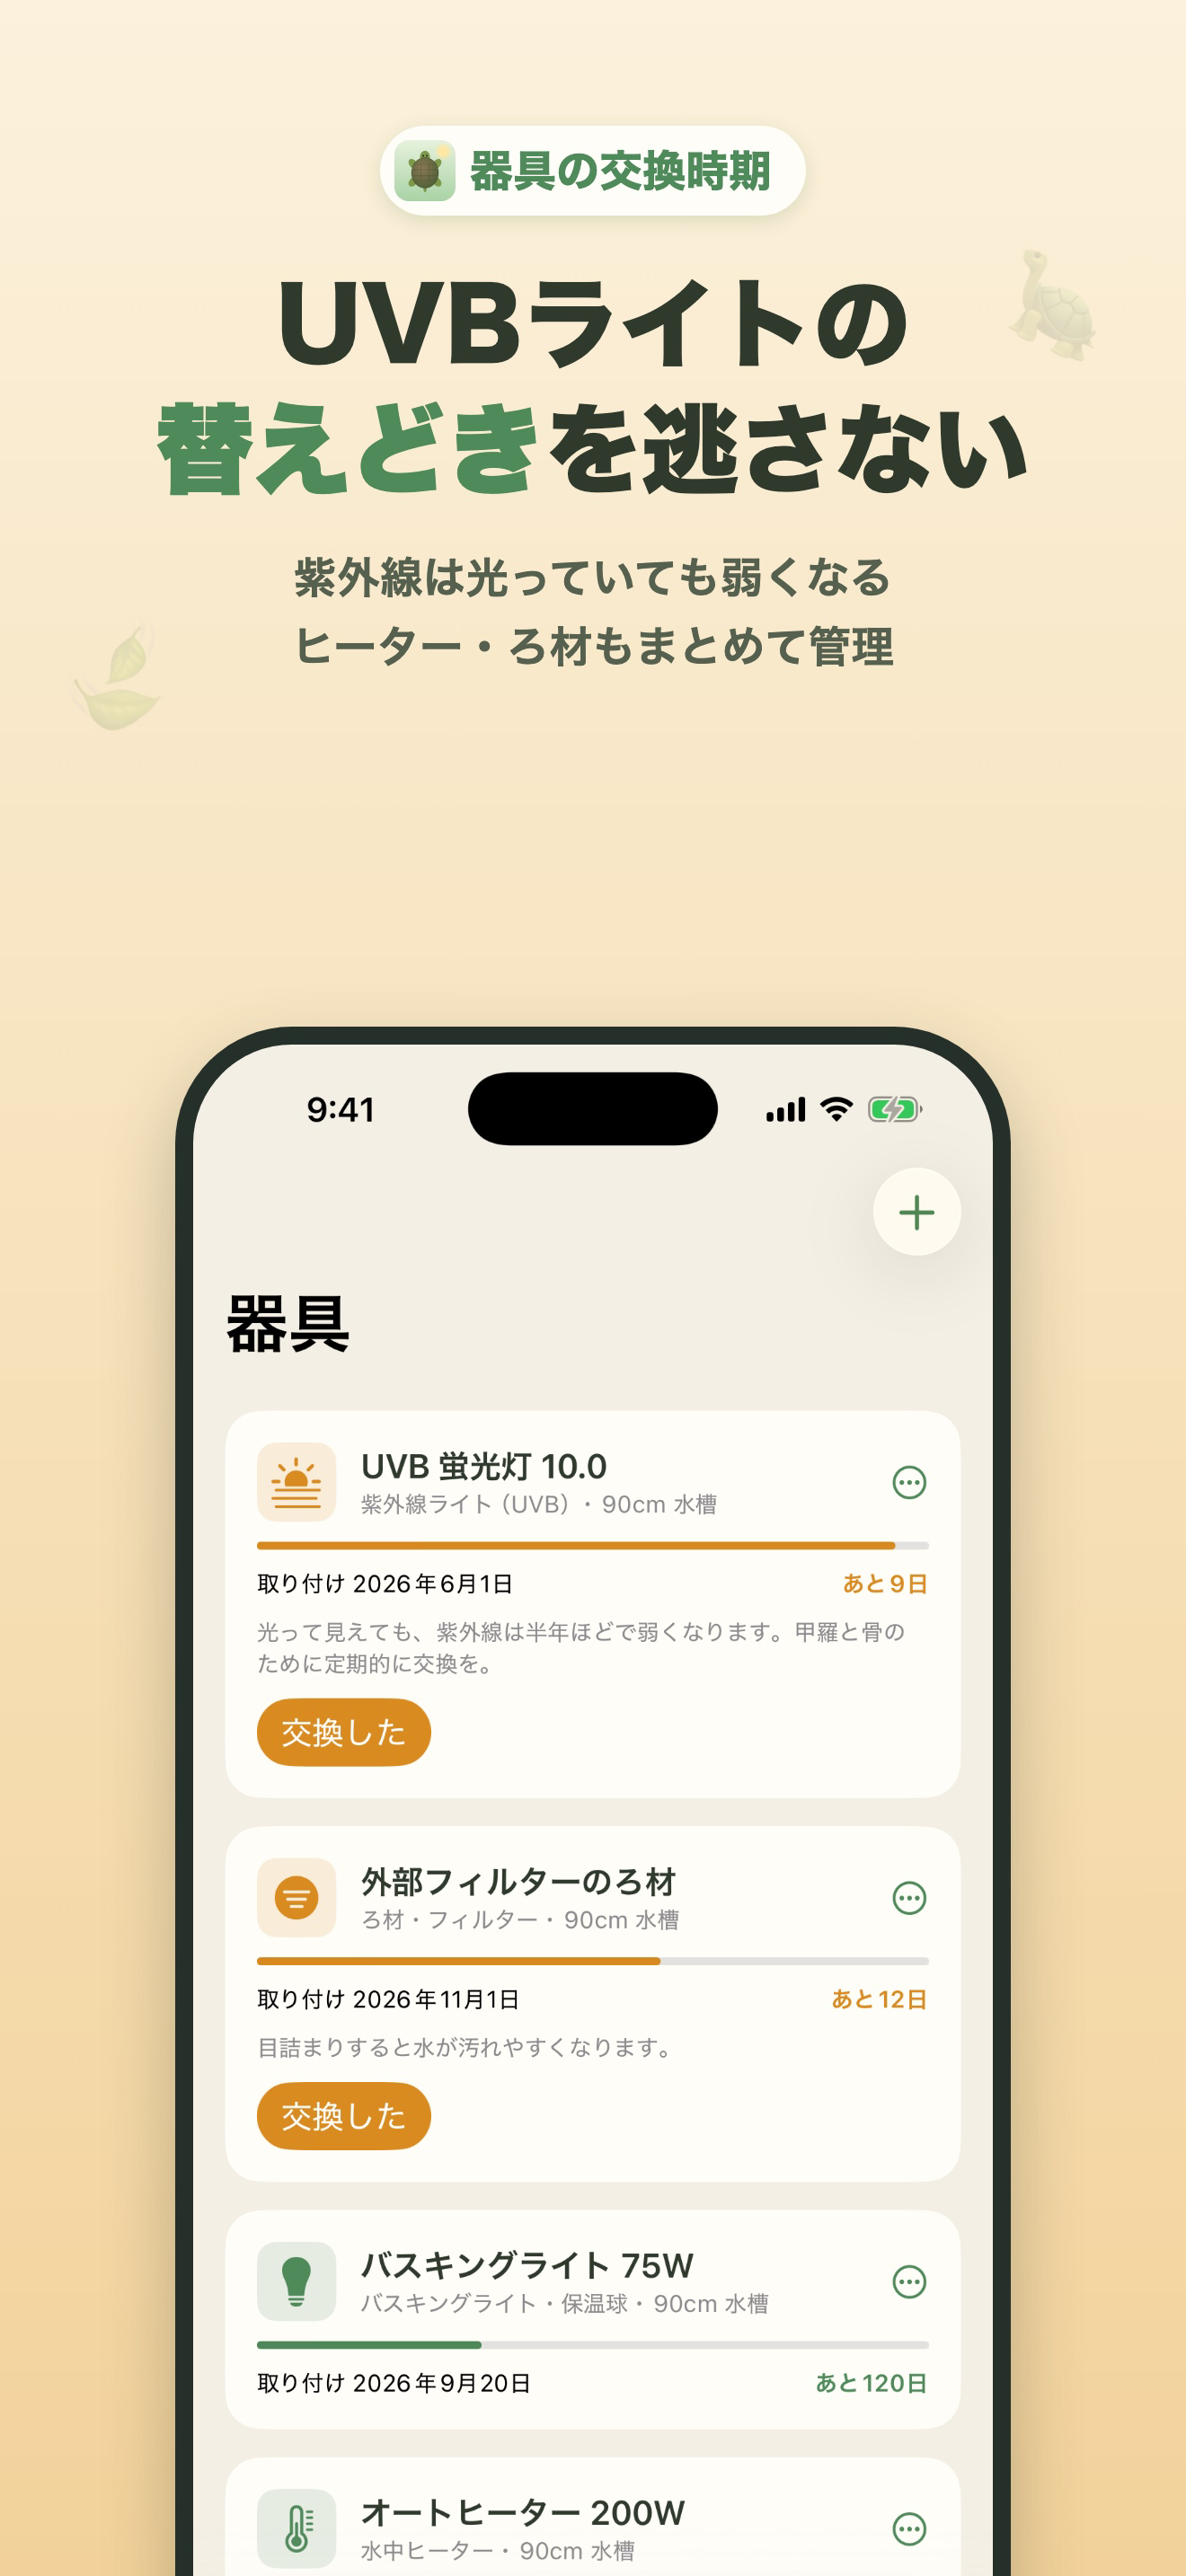 器具の交換時期
UVBライトの
替えどきを逃さない
紫外線は光っていても弱くなる
ヒーター・ろ材もまとめて管理
9:41
器具
UVB 蛍光灯 10.0
紫外線ライト（UVB）・90cm 水槽
取り付け 2026年6月1日
あと9日
光って見えても、紫外線は半年ほどで弱くなります。甲羅と骨の
ために定期的に交換を。
交換した
外部フィルターのろ材
ろ材・フィルター・90cm 水槽
取り付け 2026年11月1日
あと12日
目詰まりすると水が汚れやすくなります。
交換した
バスキングライト 75W
バスキングライト・保温球・90cm 水槽
取り付け 2026年9月20日
あと120日
オートヒーター 200W
水中ヒーター・90cm 水槽